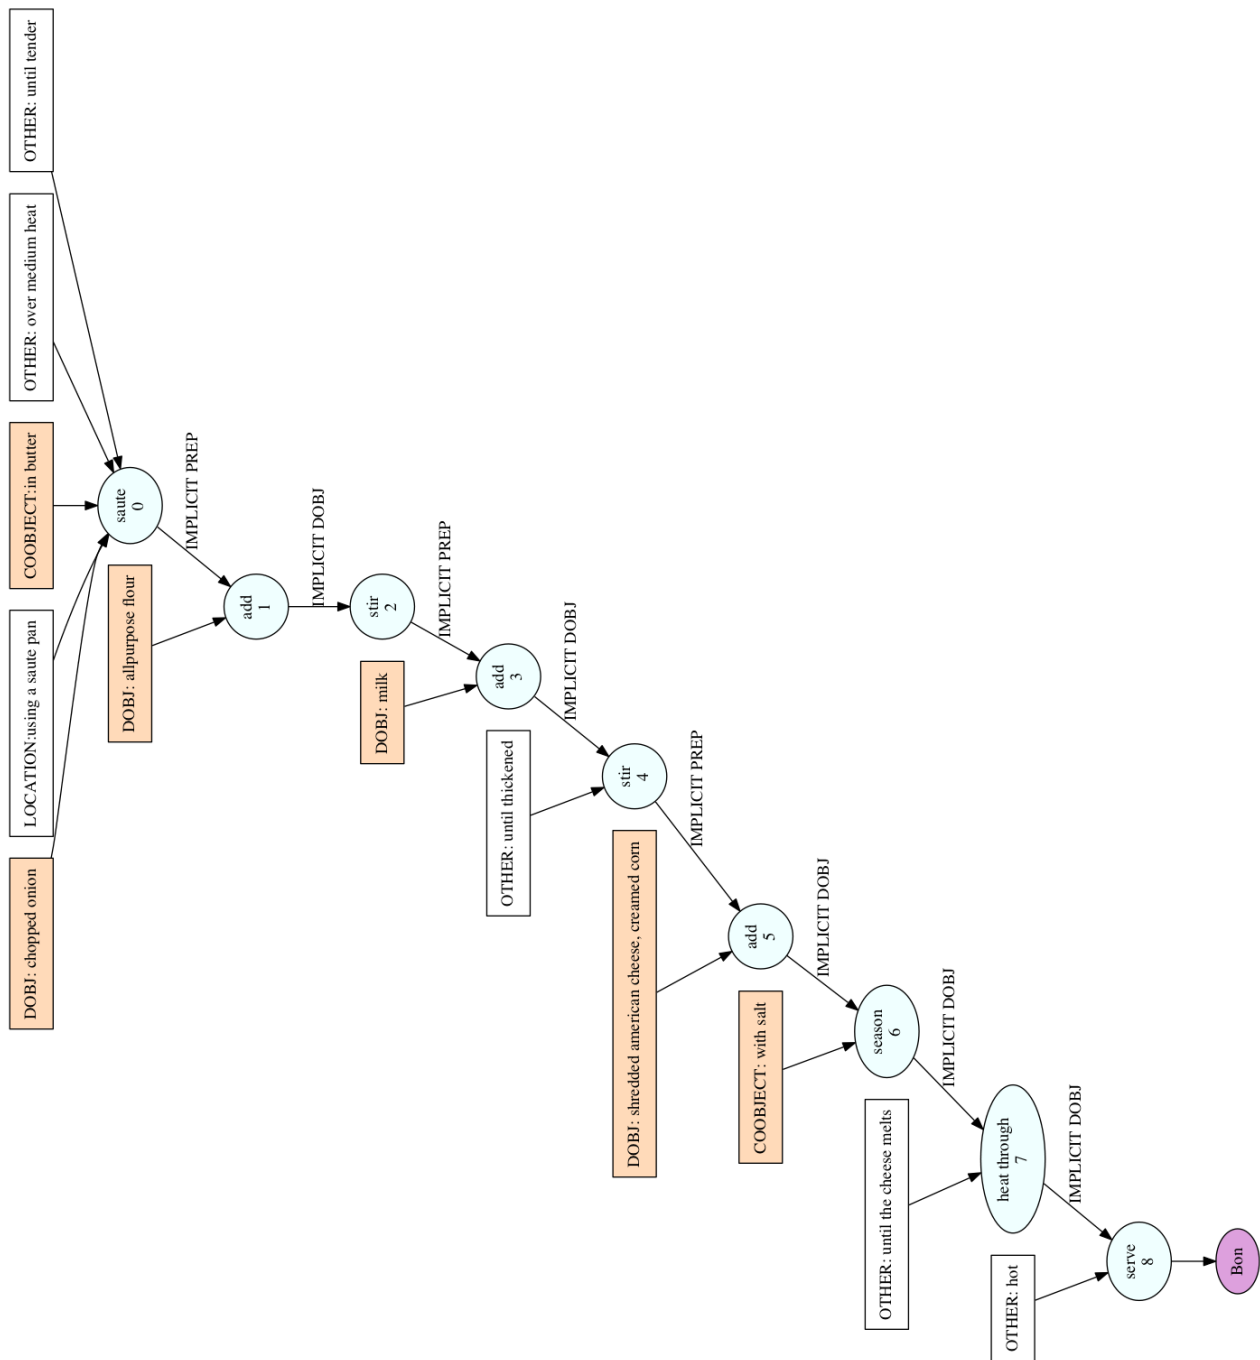 OTHER: until tender
OTHER: over medium heat
COOBJECT:in butter
LOCATION:using a saute pan
DOBJ: chopped onion
saute
0
IMPLICIT PREP
DOBJ: allpurpose flour
add
1
IMPLICIT DOBJ
stir
2
IMPLICIT PREP
DOBJ: milk
add
3
IMPLICIT DOBJ
OTHER: until thickened
stir
4
IMPLICIT PREP
DOBJ: shredded american cheese, creamed corn
add
5
IMPLICIT DOBJ
COOBJECT: with salt
season
6
IMPLICIT DOBJ
OTHER: until the cheese melts
heat through
7
IMPLICIT DOBJ
OTHER: hot
serve
8
Bon